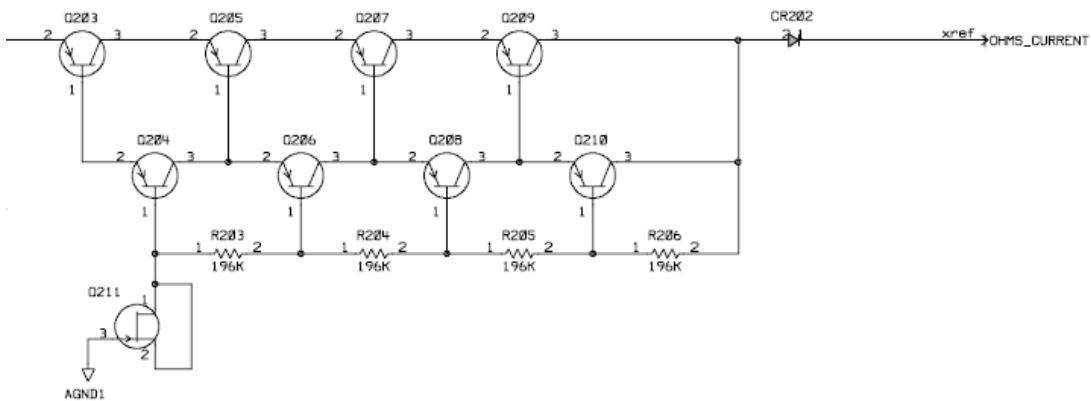 Q203 Q205 Q207 Q209 CR202
2 3 2 3 2 3 2 3 2 1 xref OHMS_CURRENT
1 1 1 1
Q204 Q206 Q208 Q210
2 3 2 3 2 3 2 3
1 1 1 1
R203 R204 R205 R206
1 2 1 2 1 2 1 2
196K 196K 196K 196K
Q211
1
3
2
AGND1